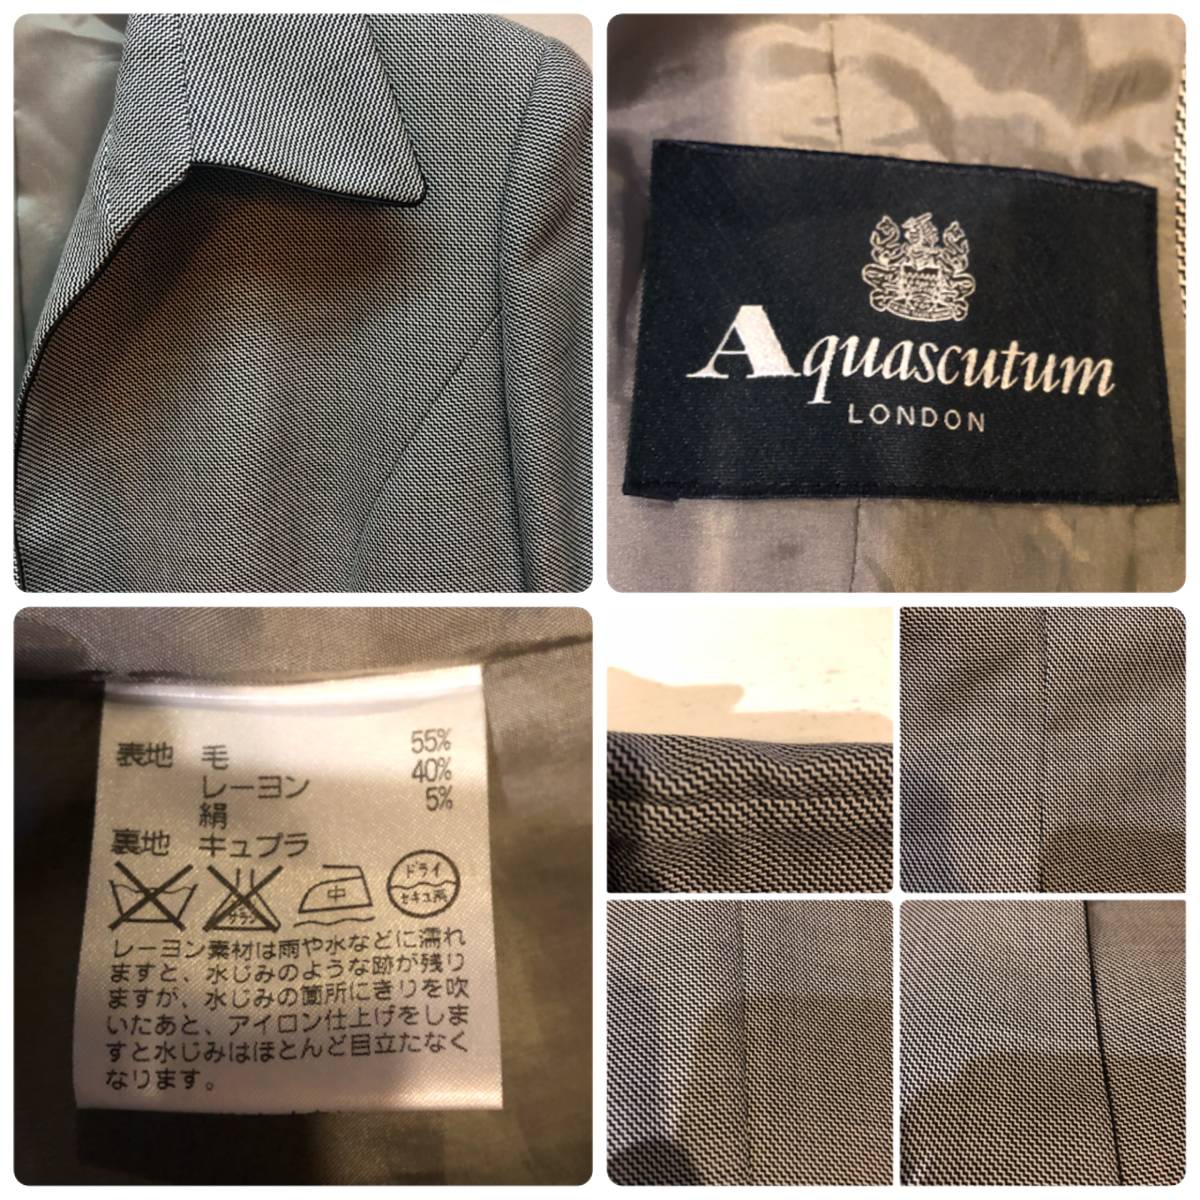 Aquascutum
LONDON
表地 毛 55%
レーヨン 40%
絹 5%
裏地 キュプラ
サラシ
中
ドライ
セキユ系
レーヨン素材は雨や水などに濡れ
ますと、水じみのような跡が残り
ますが、水じみの箇所にきりを吹
いたあと、アイロン仕上げをしま
すと水じみはほとんど目立たなく
なります。